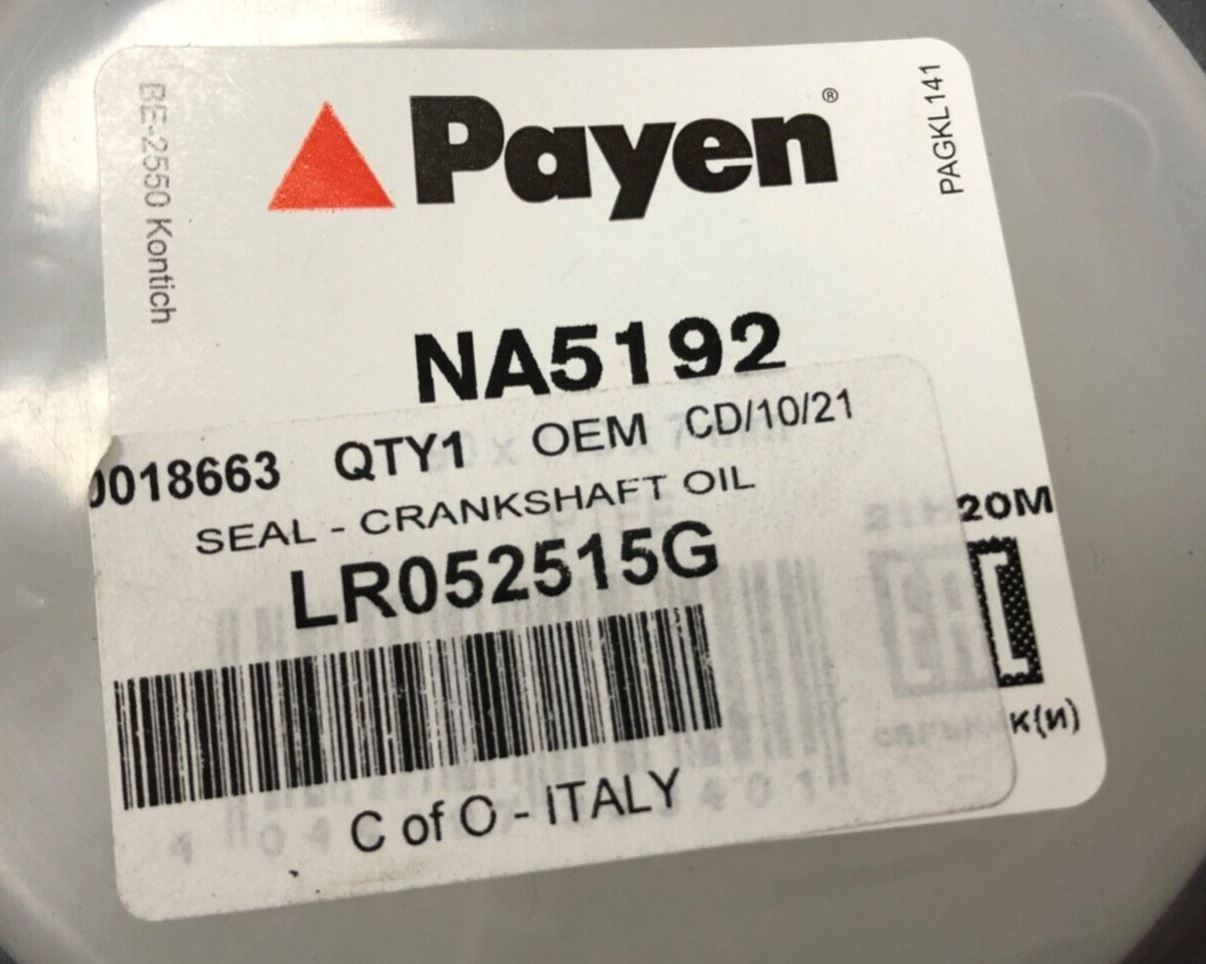 BE-2550 Kontich
Payen®
PAGKL141
NA5192
0018663 QTY1 OEM CD/10/21
SEAL - CRANKSHAFT OIL
LR052515G
20M
к(и)
C of O - ITALY